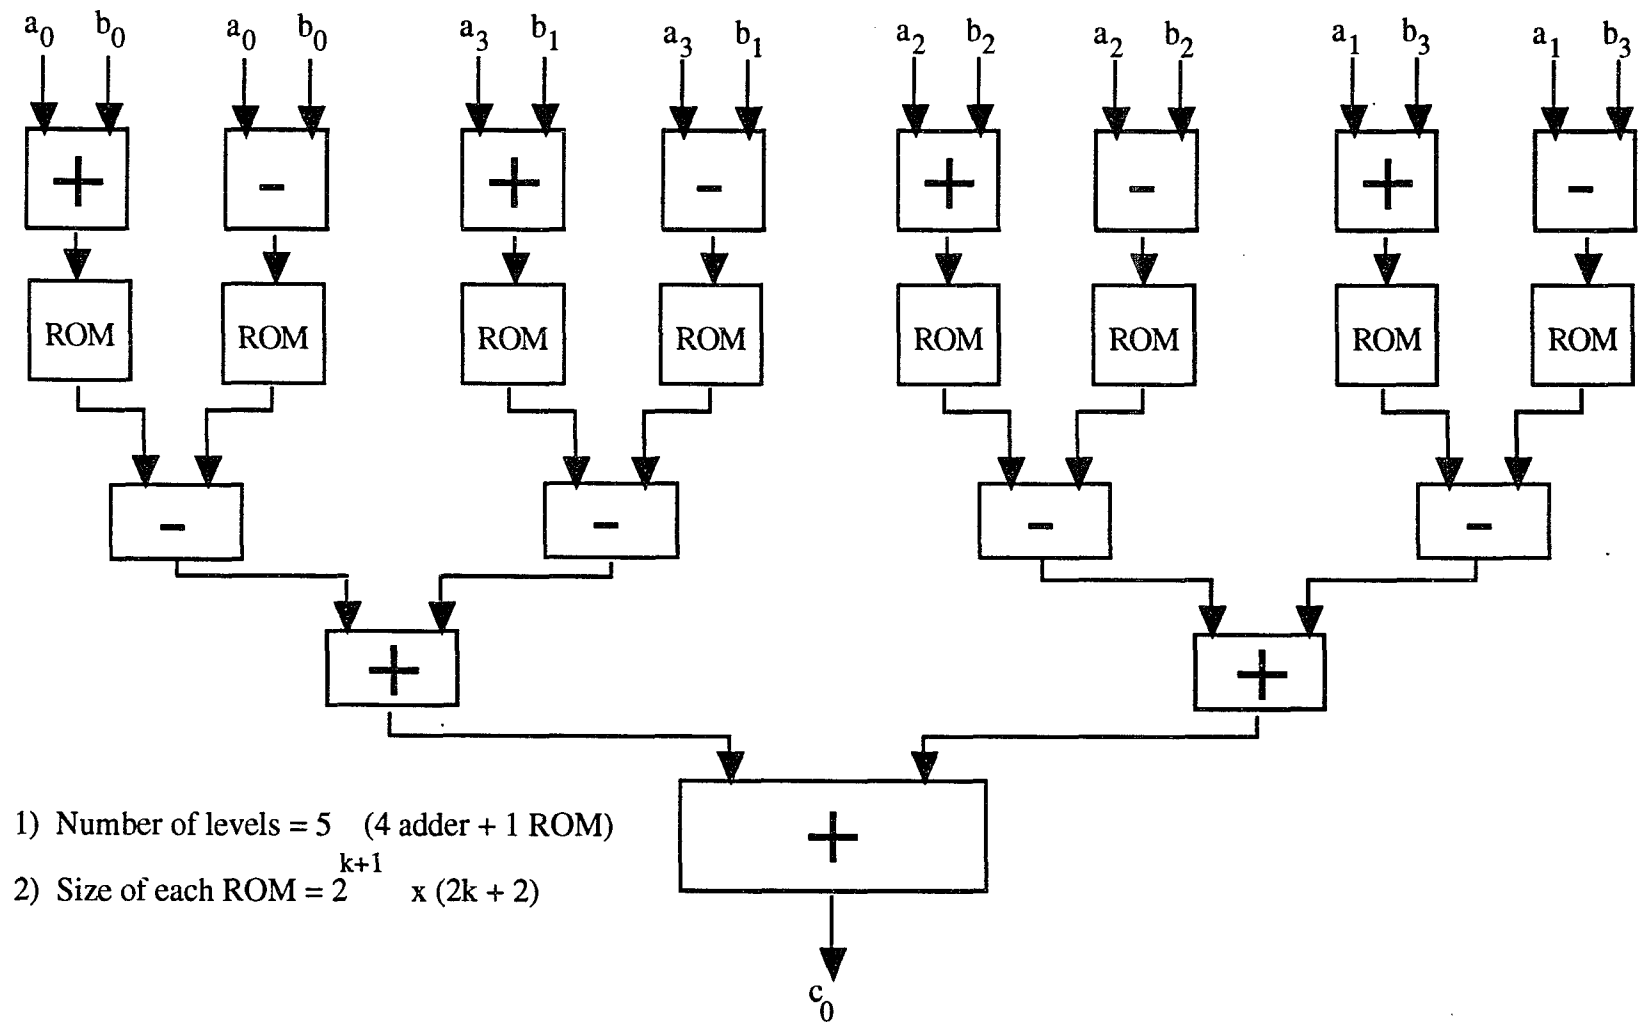 a0 b0 a0 b0 a3 b1 a3 b1 a2 b2 a2 b2 a1 b3 a1 b3
+ - + - + - + -
ROM ROM ROM ROM ROM ROM ROM ROM
- - - -
+ +
1) Number of levels = 5 (4 adder + 1 ROM)
+
2) Size of each ROM = 2^{k+1} x (2k + 2)
c0